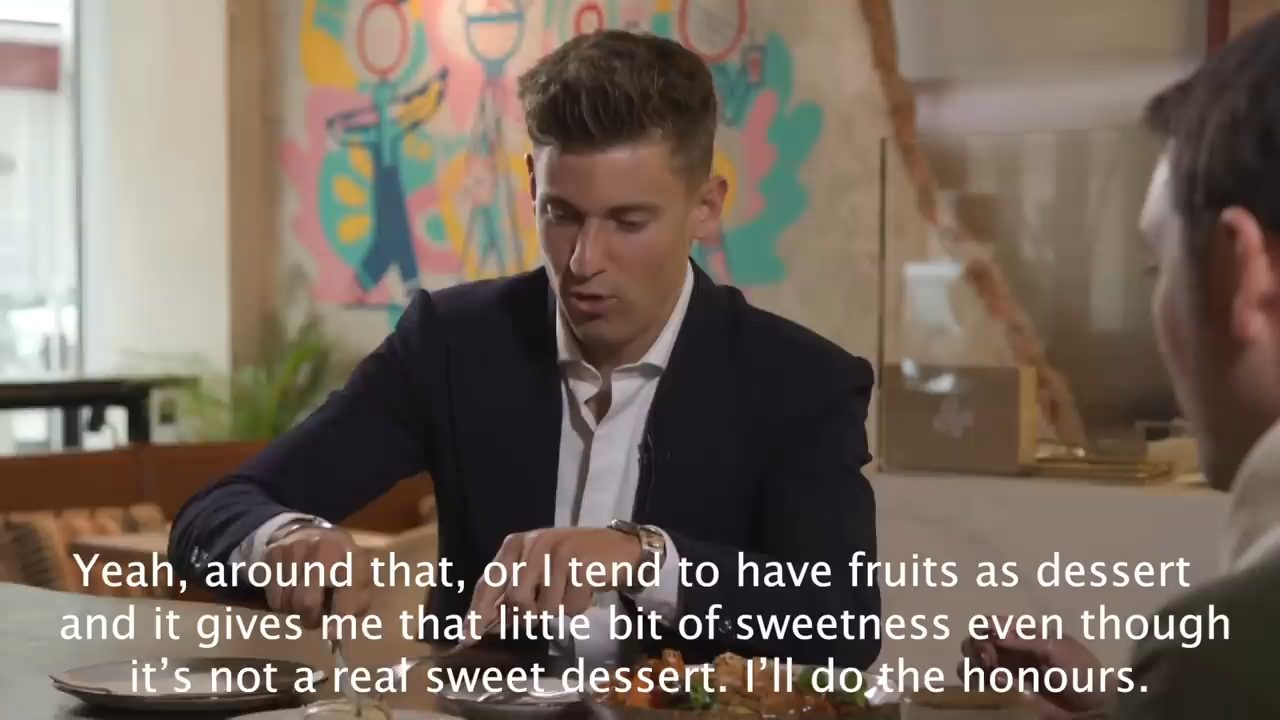 Yeah, around that, or I tend to have fruits as dessert
and it gives me that little bit of sweetness even though
it’s not a real sweet dessert. I’ll do the honours.